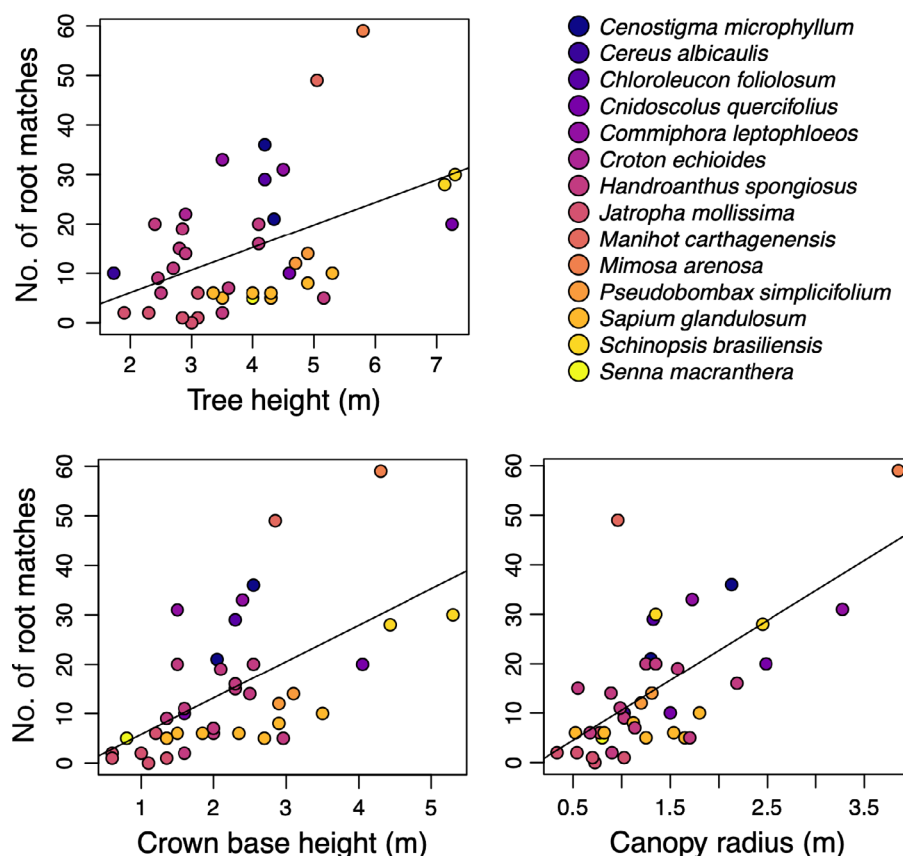 No. of root matches
60
50
40
30
20
10
0
2 3 4 5 6 7
Tree height (m)
Cenostigma microphyllum
Cereus albicaulis
Chloroleucon foliolosum
Cnidoscolus quercifolius
Commiphora leptophloeos
Croton echioides
Handroanthus spongiosus
Jatropha mollissima
Manihot carthagenensis
Mimosa arenosa
Pseudobombax simplicifolium
Sapium glandulosum
Schinopsis brasiliensis
Senna macranthera
No. of root matches
60
50
40
30
20
10
0
1 2 3 4 5
Crown base height (m)
60
50
40
30
20
10
0
0.5 1.5 2.5 3.5
Canopy radius (m)